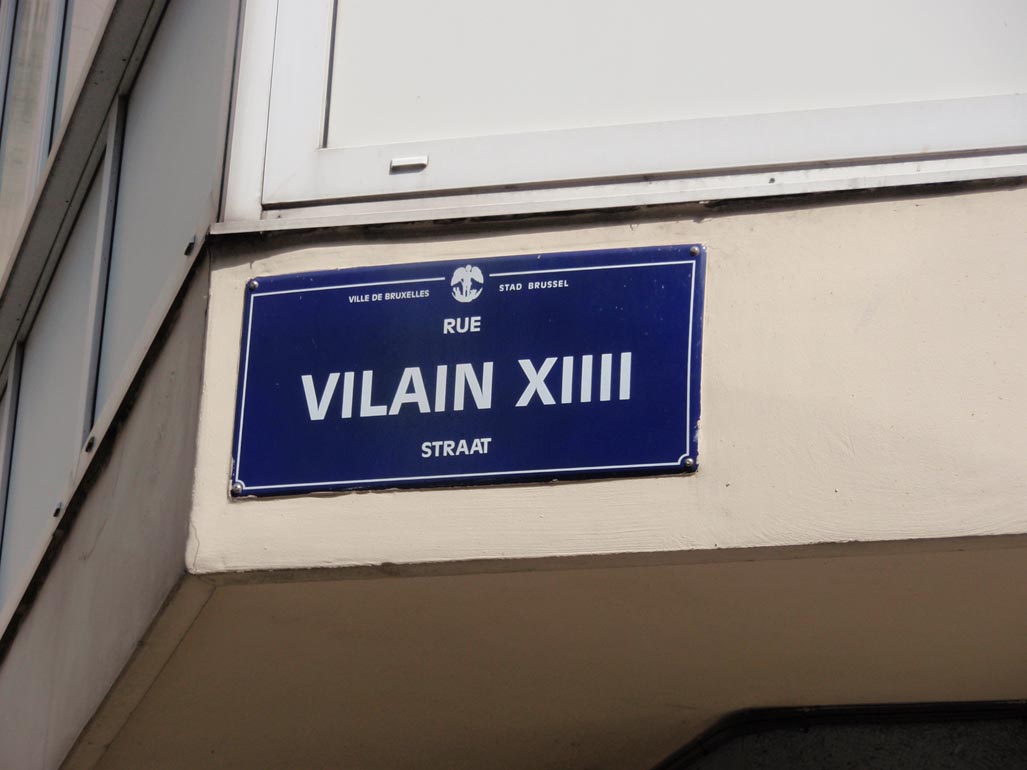 VILLE DE BRUXELLES STAD BRUSSEL
RUE
VILAIN XIIII
STRAAT